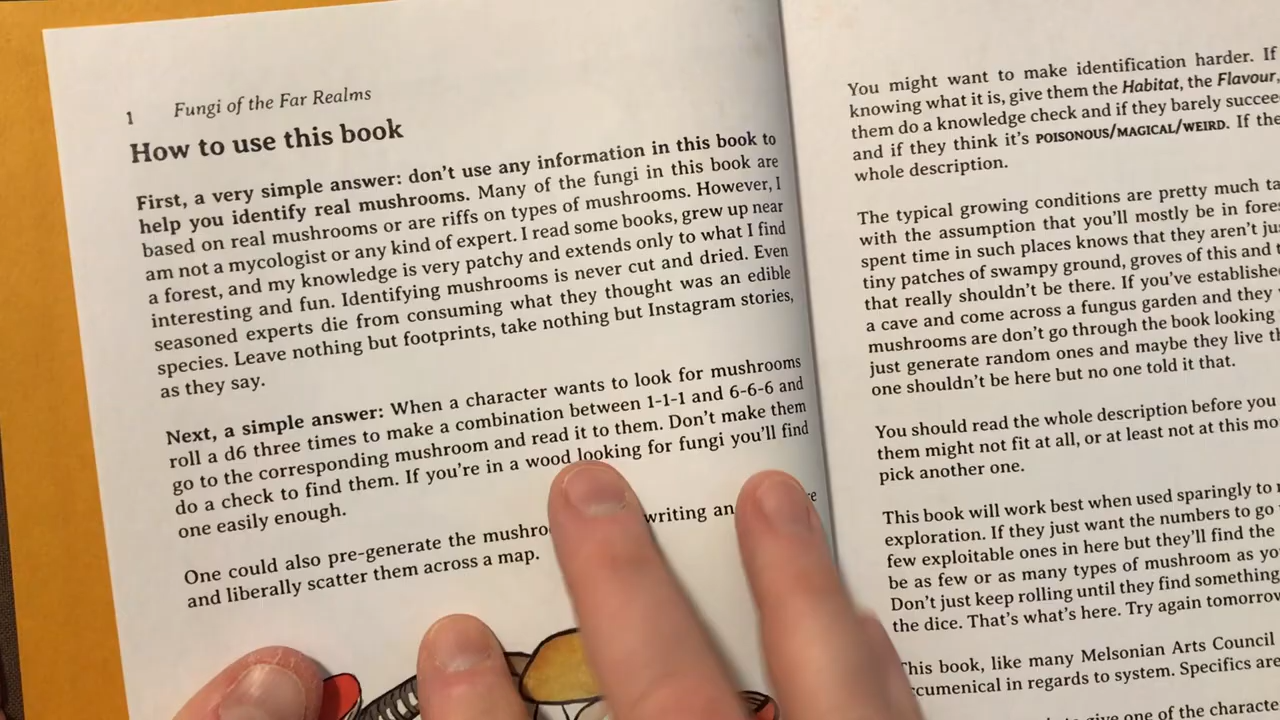 1 Fungi of the Far Realms
How to use this book
First, a very simple answer: don't use any information in this book to
help you identify real mushrooms. Many of the fungi in this book are
based on real mushrooms or are riffs on types of mushrooms. However, I
am not a mycologist or any kind of expert. I read some books, grew up near
a forest, and my knowledge is very patchy and extends only to what I find
interesting and fun. Identifying mushrooms is never cut and dried. Even
seasoned experts die from consuming what they thought was an edible
species. Leave nothing but footprints, take nothing but Instagram stories,
as they say.
Next, a simple answer: When a character wants to look for mushrooms
roll a d6 three times to make a combination between 1-1-1 and 6-6-6 and
go to the corresponding mushroom and read it to them. Don't make them
do a check to find them. If you're in a wood looking for fungi you'll find
one easily enough.
One could also pre-generate the writing
and liberally scatter them across a map.
You might want to make identification harder. If
knowing what it is, give them the Habitat, the Flavour,
them do a knowledge check and if they barely
and if they think it's POISONOUS/MAGICAL/WEIRD. If
whole description.
The typical growing conditions are pretty much
with the assumption that you'll mostly be in
spent time in such places knows that they aren't
tiny patches of swampy ground, groves of this and
that really shouldn't be there. If you've
a cave and come across a fungus garden and they
mushrooms are don't go through the book looking
just generate random ones and maybe they live
one shouldn't be here but no one told it that.
You should read the whole description before you
them might not fit at all, or at least not at this
pick another one.
This book will work best when used sparingly to
exploration. If they just want the numbers to go
few exploitable ones in here but they'll find the
be as few or as many types of mushroom as
Don't just keep rolling until they find something
the dice. That's what's here. Try again
This book, like many Melsonian Arts Council
in regards to system. Specifics are
give one of the